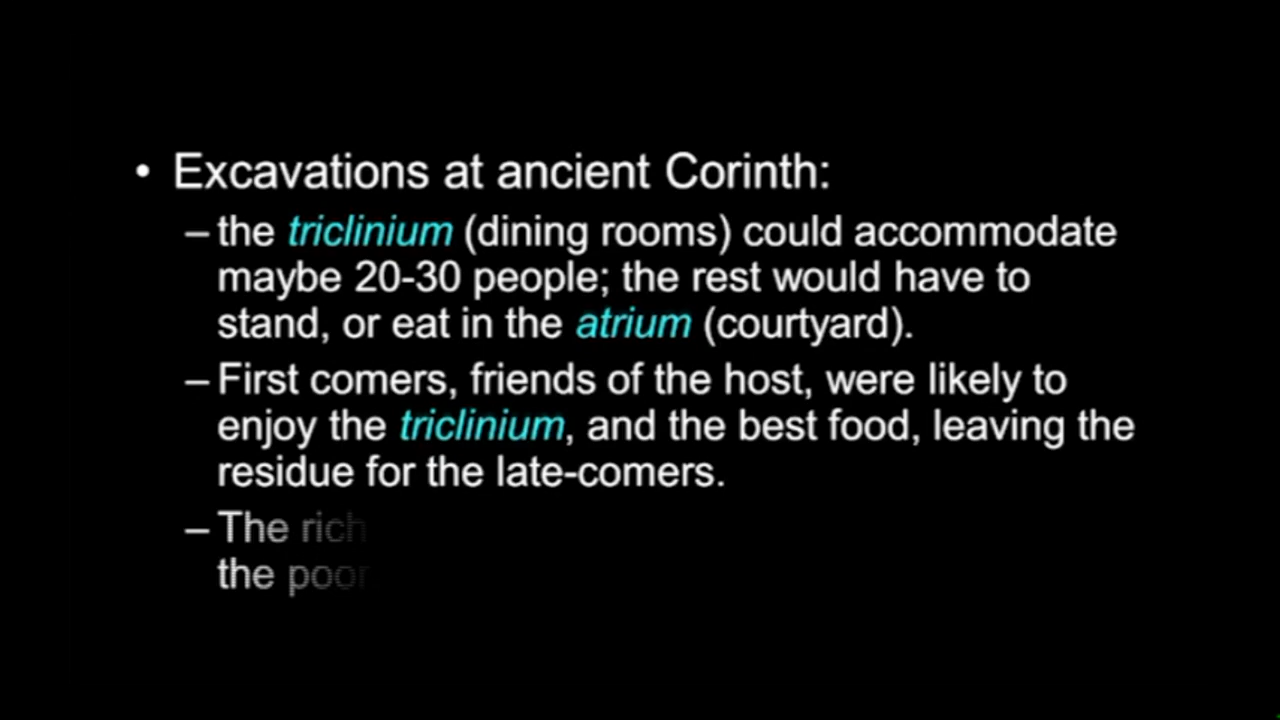 • Excavations at ancient Corinth:
– the triclinium (dining rooms) could accommodate
maybe 20-30 people; the rest would have to
stand, or eat in the atrium (courtyard).
– First comers, friends of the host, were likely to
enjoy the triclinium, and the best food, leaving the
residue for the late-comers.
– The rich
the poor